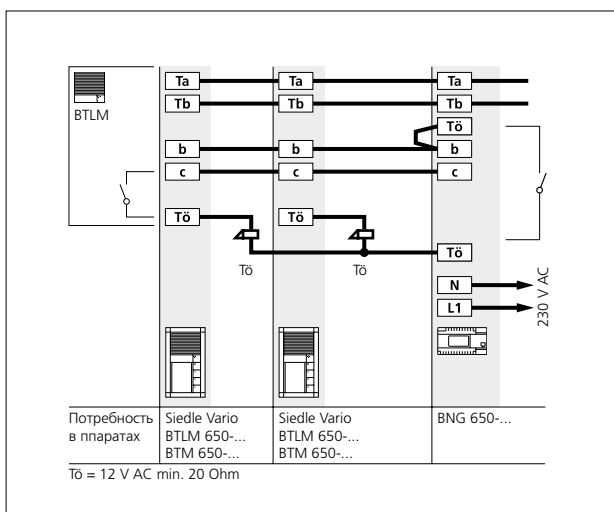 BTLM
Ta Ta Ta
Tb Tb Tb
Tö
b b b
c c c
Tö Tö
Tö Tö Tö
N
L1
230 V AC
Потребность
в ппаратах
Siedle Vario
BTLM 650-...
BTM 650-...
Siedle Vario
BTLM 650-...
BTM 650-...
BNG 650-...
Tö = 12 V AC min. 20 Ohm